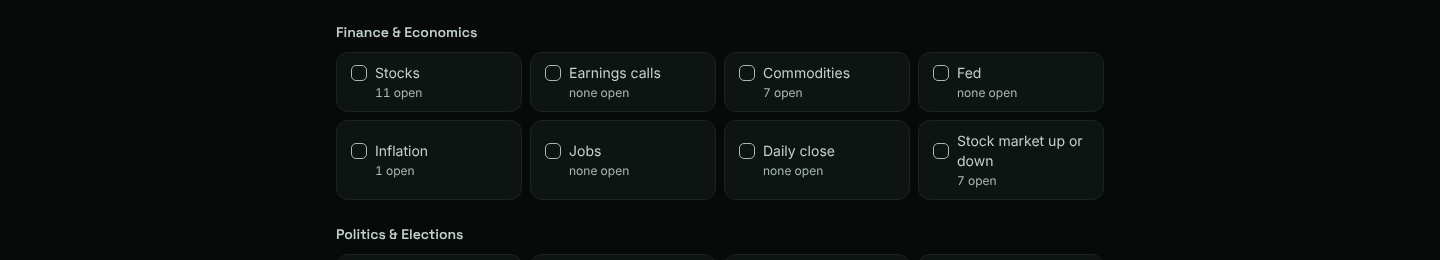 Finance & Economics
Stocks
11 open
Earnings calls
none open
Commodities
7 open
Fed
none open
Inflation
1 open
Jobs
none open
Daily close
none open
Stock market up or
down
7 open
Politics & Elections